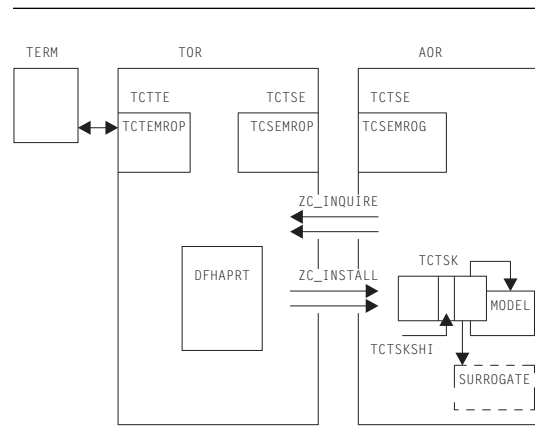 TERM TOR AOR
TCTTE TCTSE TCTSE
TCTEMROP TCSEMROP TCSEMROG
ZC_INQUIRE
TCTSK
DFHAPRT ZC_INSTALL
MODEL
TCTSKSHI
SURROGATE